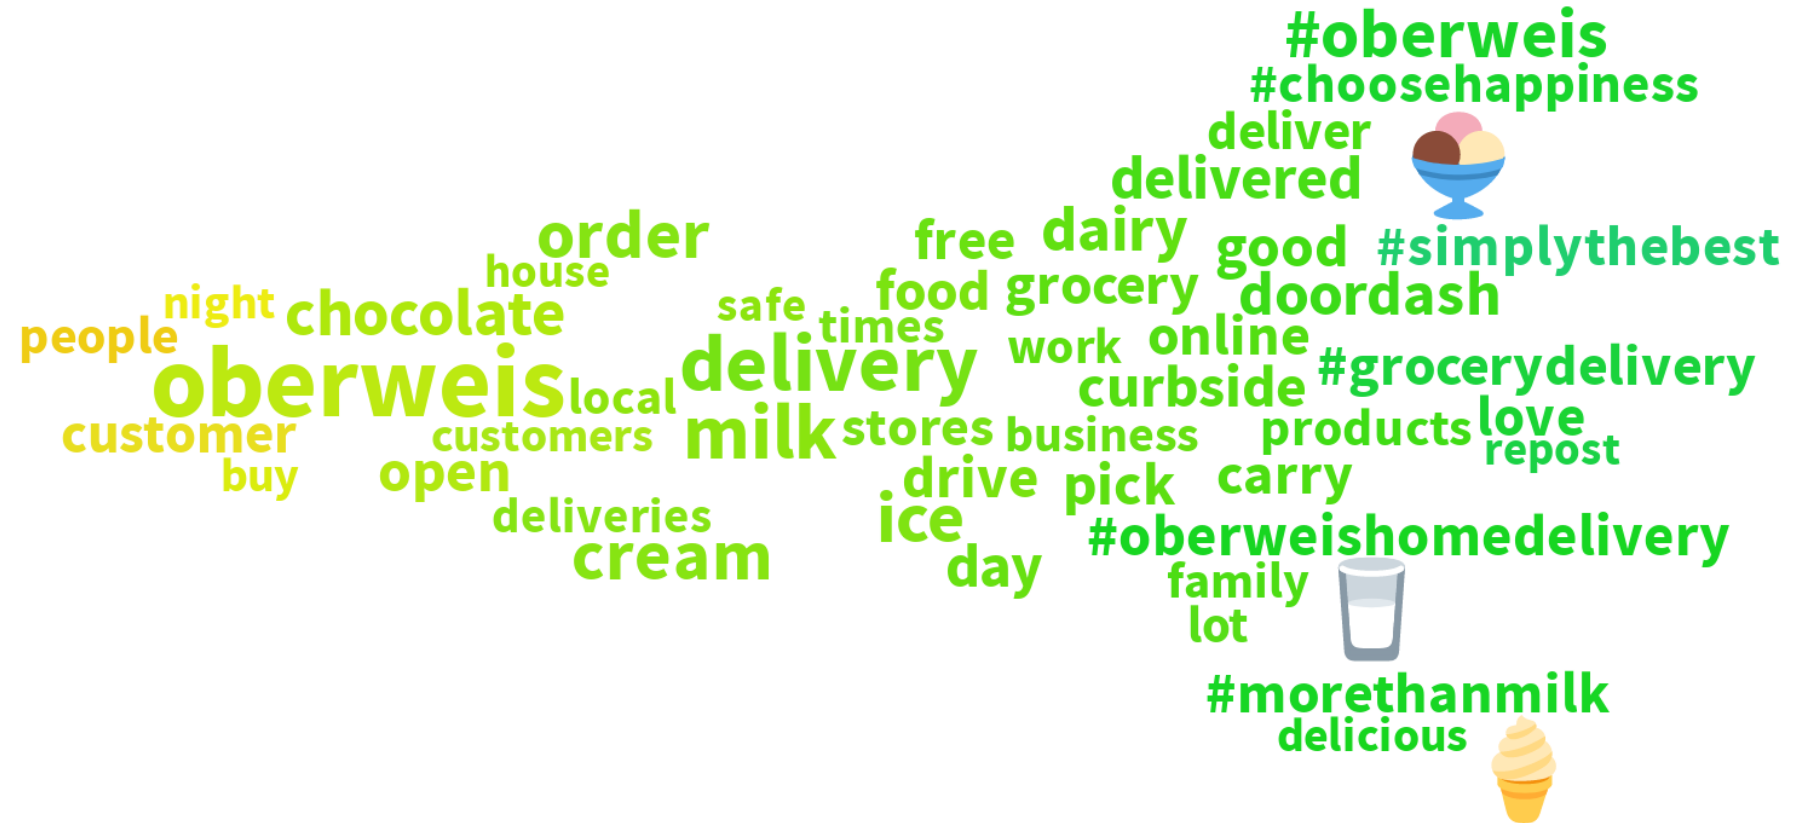 #oberweis
#choosehappiness
deliver
delivered
order
free
dairy
good
#simplythebest
house
food
grocery
doordash
night
chocolate
safe
times
people
work
online
oberweis
local
delivery
curbside
#grocerydelivery
customer
customers
milk
stores
business
products
love
repost
buy
open
drive
pick
carry
deliveries
ice
#oberweishomedelivery
cream
day
family
lot
#morethanmilk
delicious